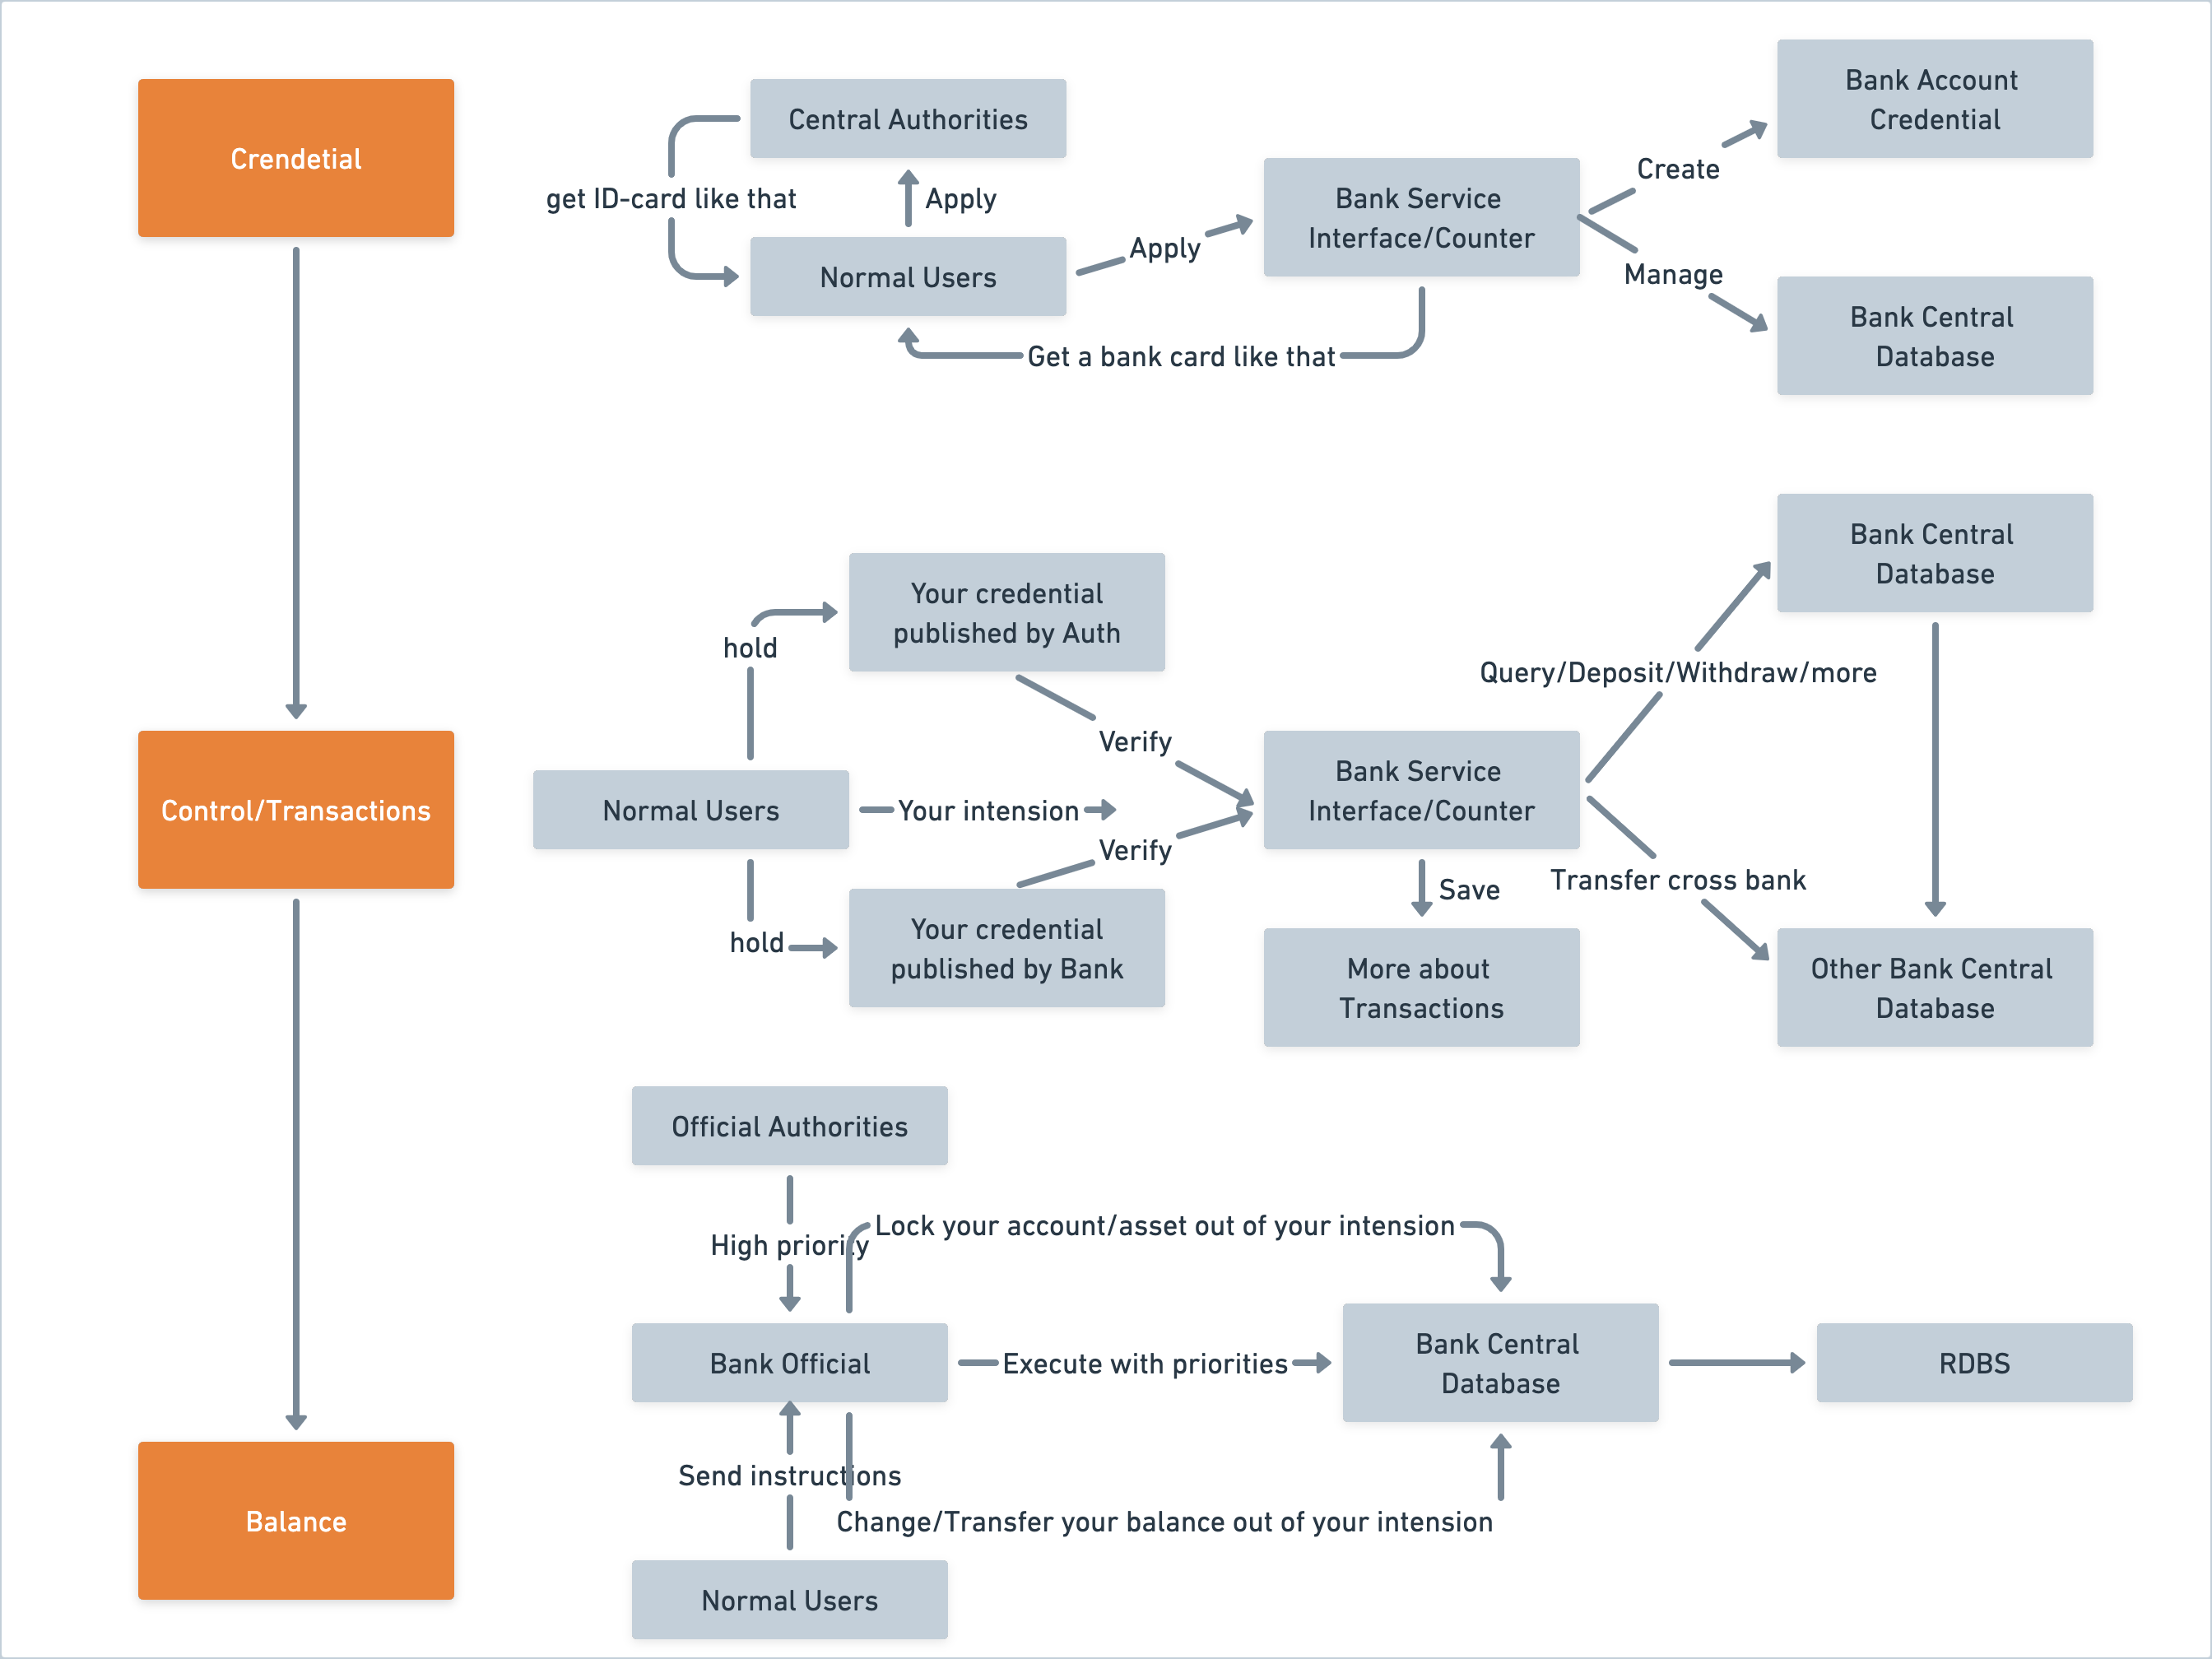 Crendetial
Central Authorities
get ID-card like that
Apply
Normal Users
Apply
Bank Service
Interface/Counter
Get a bank card like that
Create
Manage
Bank Account
Credential
Bank Central
Database
Control/Transactions
Normal Users
hold
Your credential
published by Auth
Your intension
hold
Your credential
published by Bank
Verify
Verify
Bank Service
Interface/Counter
Save
More about
Transactions
Query/Deposit/Withdraw/more
Transfer cross bank
Bank Central
Database
Other Bank Central
Database
Balance
Official Authorities
High priority
Lock your account/asset out of your intension
Bank Official
Execute with priorities
Bank Central
Database
RDBS
Send instructions
Change/Transfer your balance out of your intension
Normal Users